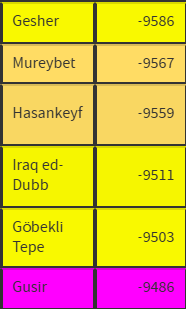 Gesher -9586
Mureybet -9567
Hasankeyf -9559
Iraq ed-
Dubb -9511
Göbekli
Tepe -9503
Gusir -9486